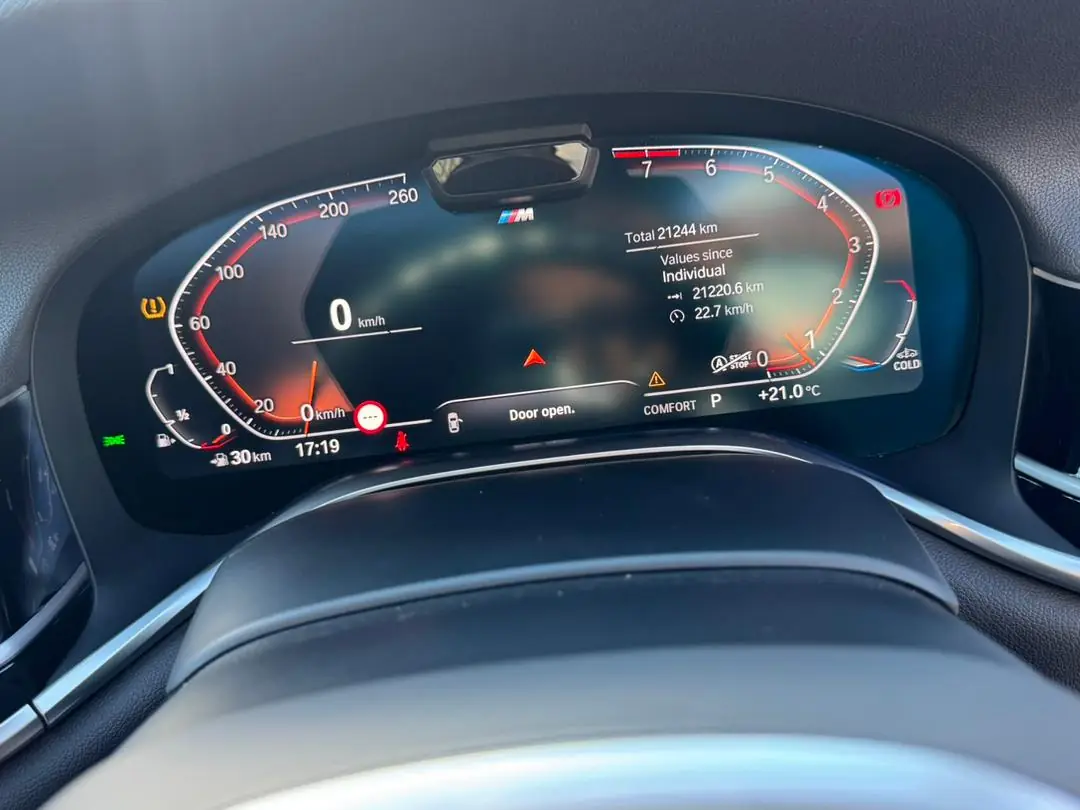 260
200
140
100
60
40
20
0 km/h
0 km/h
1
½
0
30 km
17:19
M
Door open.
Total 21244 km
Values since
Individual
21220.6 km
22.7 km/h
7
6
5
4
3
2
1
0
A START
STOP
COMFORT P
+21.0 °C
COLD